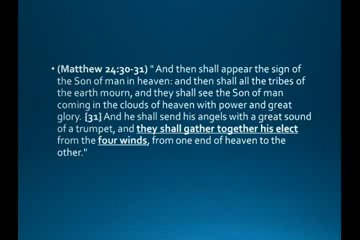 • (Matthew 24:30-31) " And then shall appear the sign of
the Son of man in heaven: and then shall all the tribes of
the earth mourn, and they shall see the Son of man
coming in the clouds of heaven with power and great
glory. {31} And he shall send his angels with a great sound
of a trumpet, and they shall gather together his elect
from the four winds, from one end of heaven to the
other."